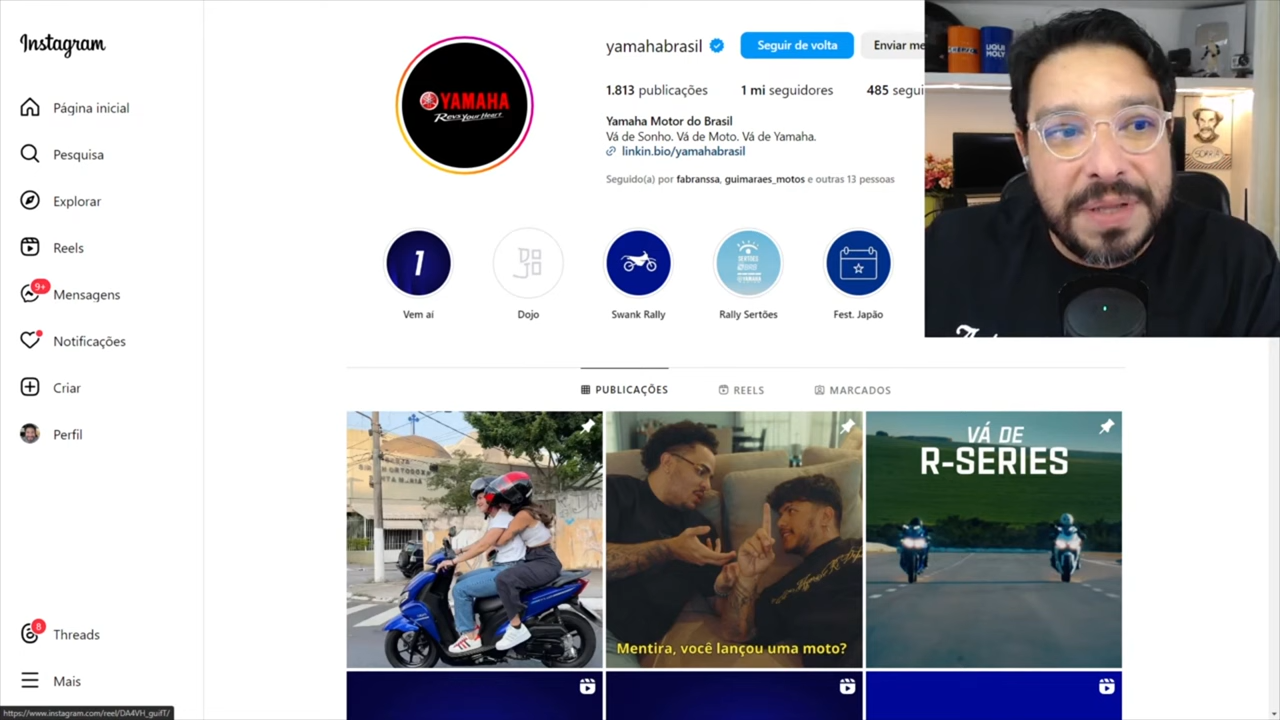 Instagram
Página inicial
Pesquisa
Explorar
Reels
9+
Mensagens
Notificações
Criar
Perfil
8
Threads
Mais
https://www.instagram.com/reel/DA4VH_guifT/
YAMAHA
Revs Your Heart
yamahabrasil
Seguir de volta
Enviar me
1.813 publicações
1 mi seguidores
485 segui
Yamaha Motor do Brasil
Vá de Sonho. Vá de Moto. Vá de Yamaha.
linkin.bio/yamahabrasil
Seguido(a) por fabranssa, guimaraes_motos e outras 13 pessoas
1
DOJO
Vem aí
Dojo
Swank Rally
Rally Sertões
Fest. Japão
PUBLICAÇÕES
REELS
MARCADOS
Mentira, você lançou uma moto?
VÁ DE
R-SERIES
LIQUI
MOLY